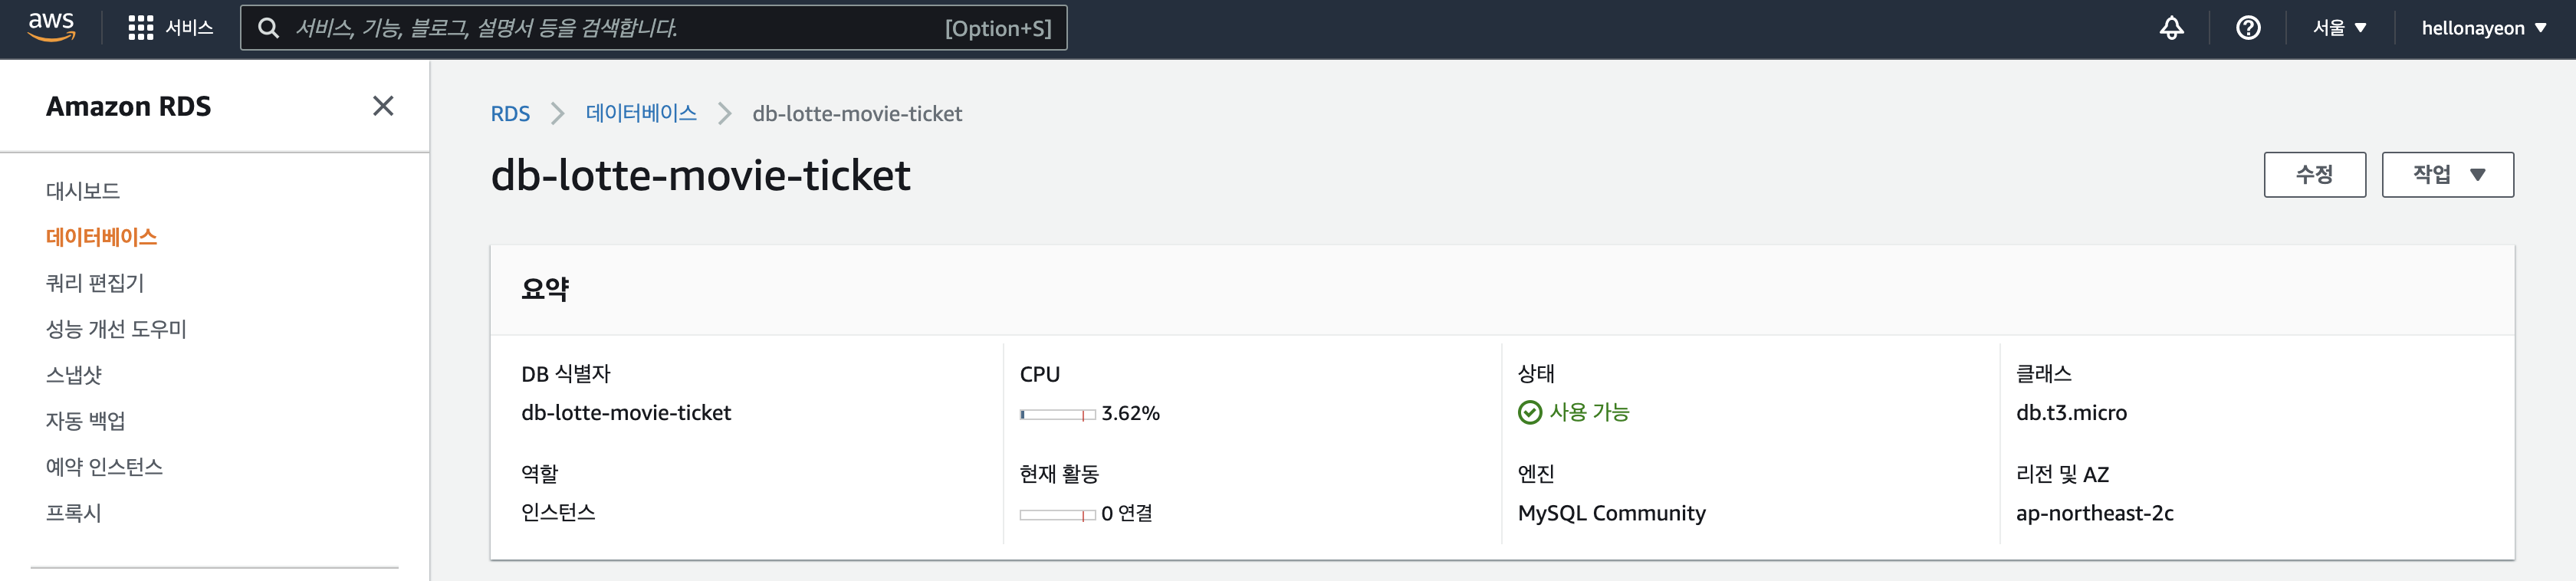 aws 서비스 서비스, 기능, 블로그, 설명서 등을 검색합니다. [Option+S] 서울 ▼ hellonayeon ▼
Amazon RDS
대시보드
데이터베이스
쿼리 편집기
성능 개선 도우미
스냅샷
자동 백업
예약 인스턴스
프록시
RDS > 데이터베이스 > db-lotte-movie-ticket
db-lotte-movie-ticket
수정 작업 ▼
요약
DB 식별자
db-lotte-movie-ticket
CPU
3.62%
상태
사용 가능
클래스
db.t3.micro
역할
인스턴스
현재 활동
0 연결
엔진
MySQL Community
리전 및 AZ
ap-northeast-2c